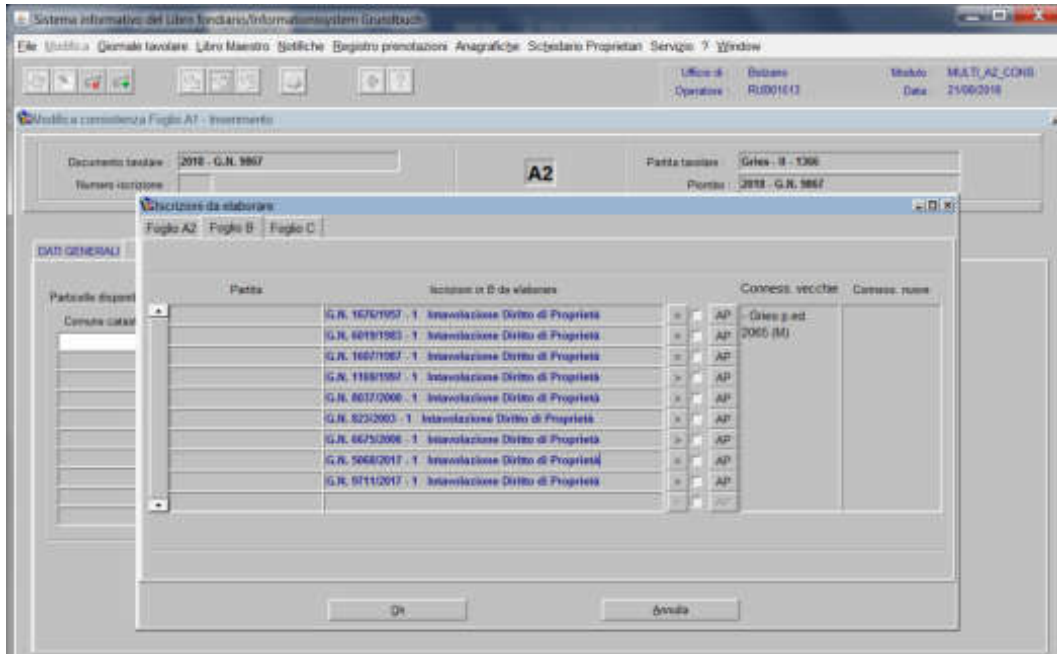 Sistema informativo del Libro fondiario/Informationssystem Grundbuch
File Modifica Giornale tavolare Libro Maestro Notifiche Registro prenotazioni Anagrafiche Schedario Proprietari Servizio ? Window
Ufficio di : Bolzano Modulo MULTI_A2_CONS
Operatore : RU001013 Data 21/08/2018
Modifica consistenza Foglio A1 - Inserimento
Documento tavolare 2018 - G.N. 9867 A2 Partita tavolare Gries - II - 1366
Numero iscrizione Piombo : 2018 - G.N. 9867
Iscrizioni da elaborare
Foglio A2 Foglio B Foglio C
DATI GENERALI
Partita Iscrizioni in B da elaborare Conness. vecchie Conness. nuove
Particelle disponi
Comune catast
G.N. 1676/1957 - 1 Intavolazione Diritto di Proprietà > AP - Gries p.ed.
G.N. 6019/1983 - 1 Intavolazione Diritto di Proprietà > AP 2065 (M)
G.N. 1607/1987 - 1 Intavolazione Diritto di Proprietà > AP
G.N. 1169/1997 - 1 Intavolazione Diritto di Proprietà > AP
G.N. 8037/2000 - 1 Intavolazione Diritto di Proprietà > AP
G.N. 823/2003 - 1 Intavolazione Diritto di Proprietà > AP
G.N. 6675/2006 - 1 Intavolazione Diritto di Proprietà > AP
G.N. 5068/2017 - 1 Intavolazione Diritto di Proprietà > AP
G.N. 9711/2017 - 1 Intavolazione Diritto di Proprietà > AP
> AP
Ok Annulla